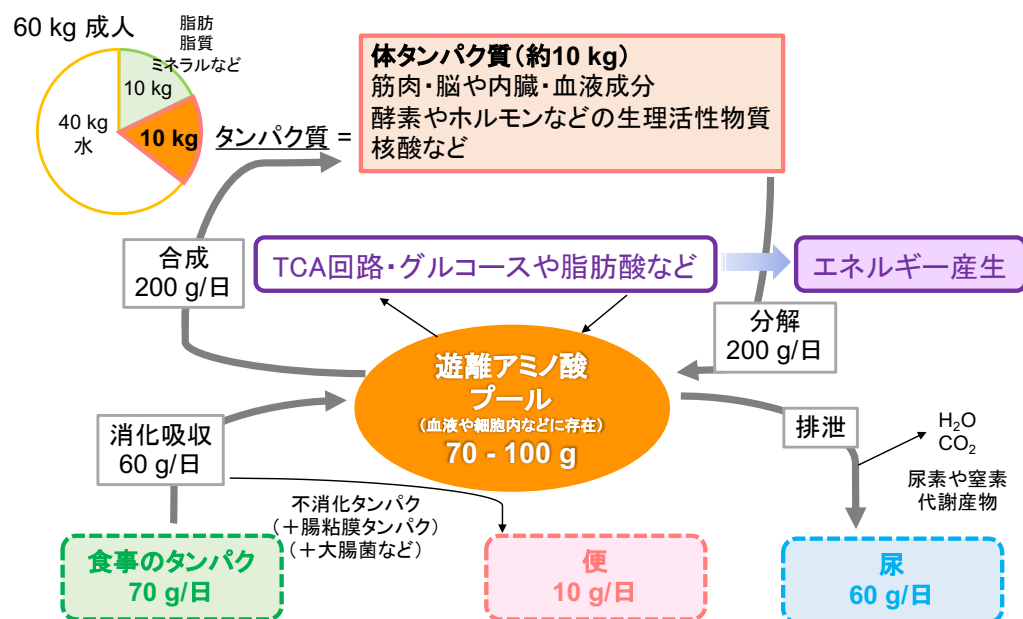 60 kg 成人
脂肪
脂質
ミネラルなど
10 kg
40 kg
水
10 kg
タンパク質 =
体タンパク質(約10 kg)
筋肉・脳や内臓・血液成分
酵素やホルモンなどの生理活性物質
核酸など
合成
200 g/日
TCA回路・グルコースや脂肪酸など
エネルギー産生
分解
200 g/日
遊離アミノ酸
プール
(血液や細胞内などに存在)
70 - 100 g
消化吸収
60 g/日
排泄
H₂O
CO₂
尿素や窒素
代謝産物
不消化タンパク
(+腸粘膜タンパク)
(+大腸菌など)
食事のタンパク
70 g/日
便
10 g/日
尿
60 g/日